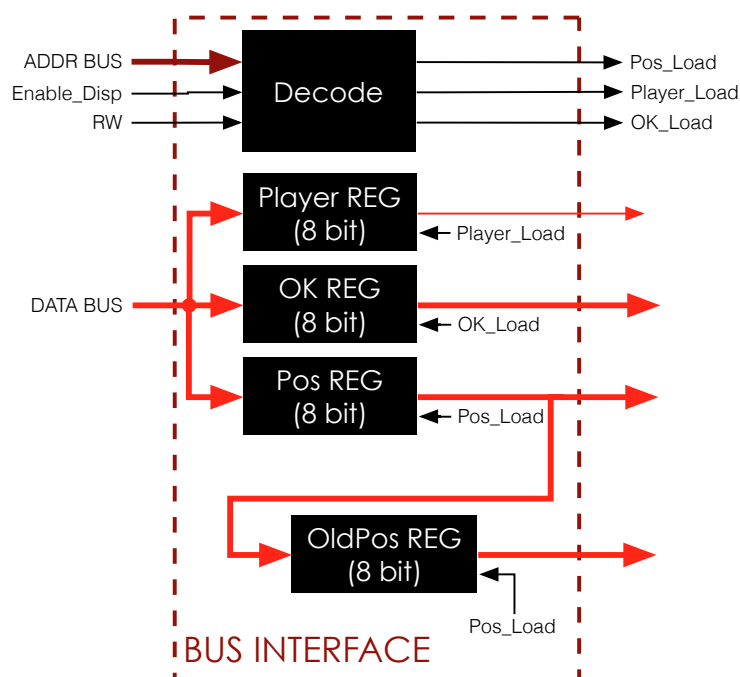 ADDR BUS
Enable_Disp
RW
Decode
Pos_Load
Player_Load
OK_Load
Player REG
(8 bit)
Player_Load
DATA BUS
OK REG
(8 bit)
OK_Load
Pos REG
(8 bit)
Pos_Load
OldPos REG
(8 bit)
Pos_Load
BUS INTERFACE